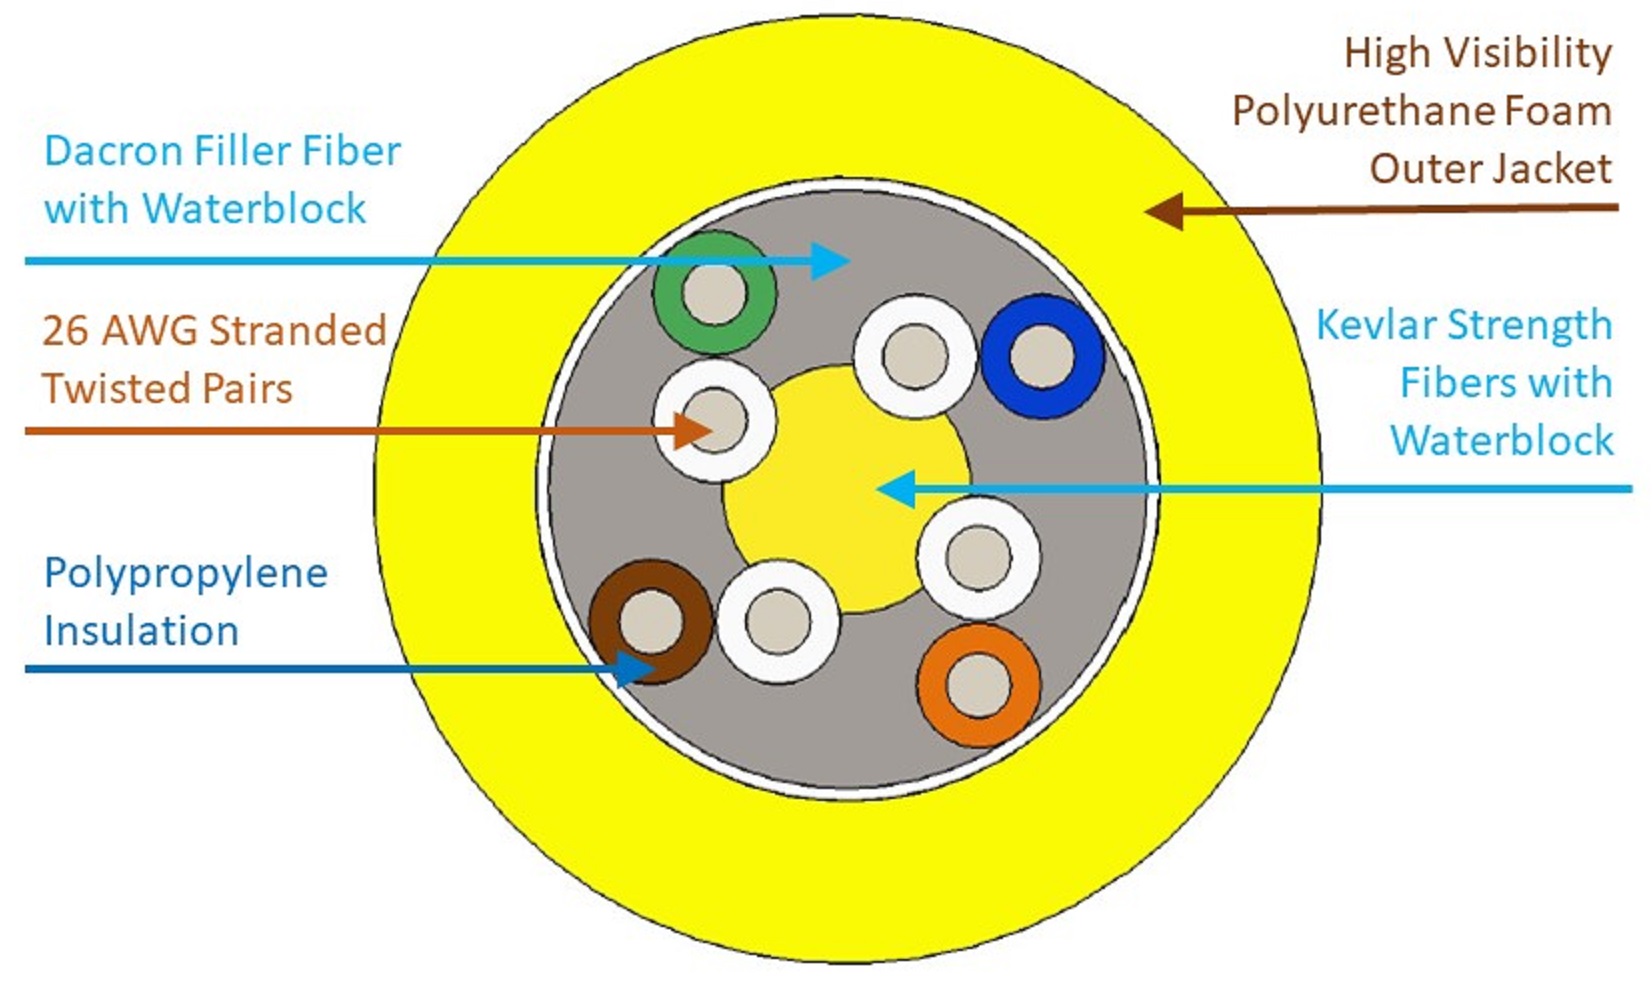 High Visibility
Polyurethane Foam
Outer Jacket
Dacron Filler Fiber
with Waterblock
26 AWG Stranded
Twisted Pairs
Kevlar Strength
Fibers with
Waterblock
Polypropylene
Insulation